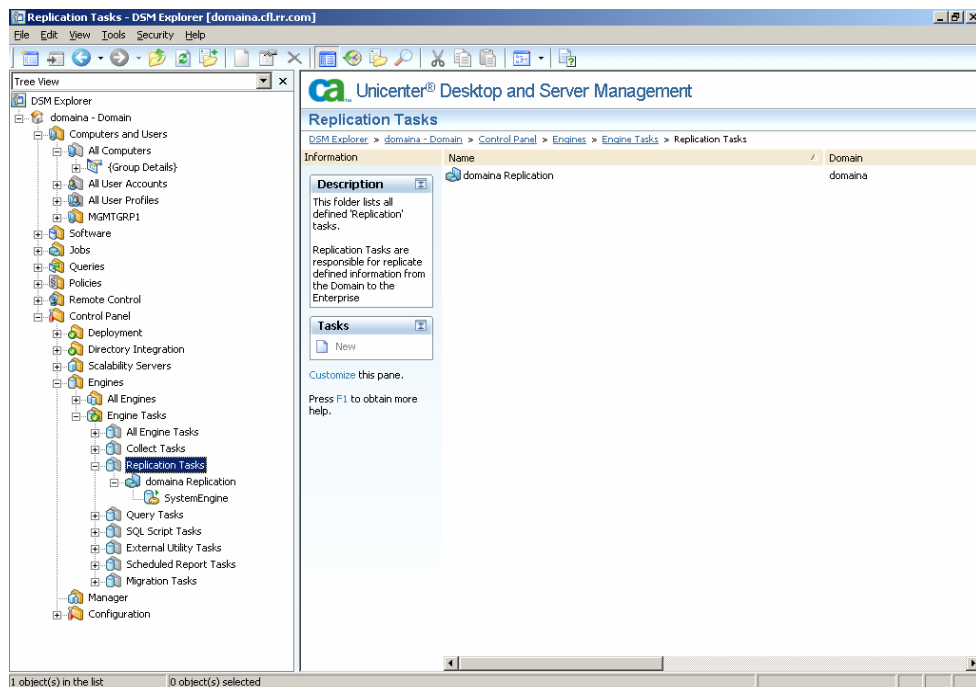 Replication Tasks - DSM Explorer [domaina.cfl.rr.com]
File Edit View Tools Security Help
Tree View
DSM Explorer
domaina - Domain
Computers and Users
All Computers
{Group Details}
All User Accounts
All User Profiles
MGMTGRP1
Software
Jobs
Queries
Policies
Remote Control
Control Panel
Deployment
Directory Integration
Scalability Servers
Engines
All Engines
Engine Tasks
All Engine Tasks
Collect Tasks
Replication Tasks
domaina Replication
SystemEngine
Query Tasks
SQL Script Tasks
External Utility Tasks
Scheduled Report Tasks
Migration Tasks
Manager
Configuration
ca Unicenter® Desktop and Server Management
Replication Tasks
DSM Explorer » domaina - Domain » Control Panel » Engines » Engine Tasks » Replication Tasks
Information
Description
This folder lists all
defined 'Replication'
tasks.
Replication Tasks are
responsible for replicate
defined information from
the Domain to the
Enterprise
Tasks
New
Customize this pane.
Press F1 to obtain more
help.
Name / Domain
domaina Replication domaina
1 object(s) in the list 0 object(s) selected